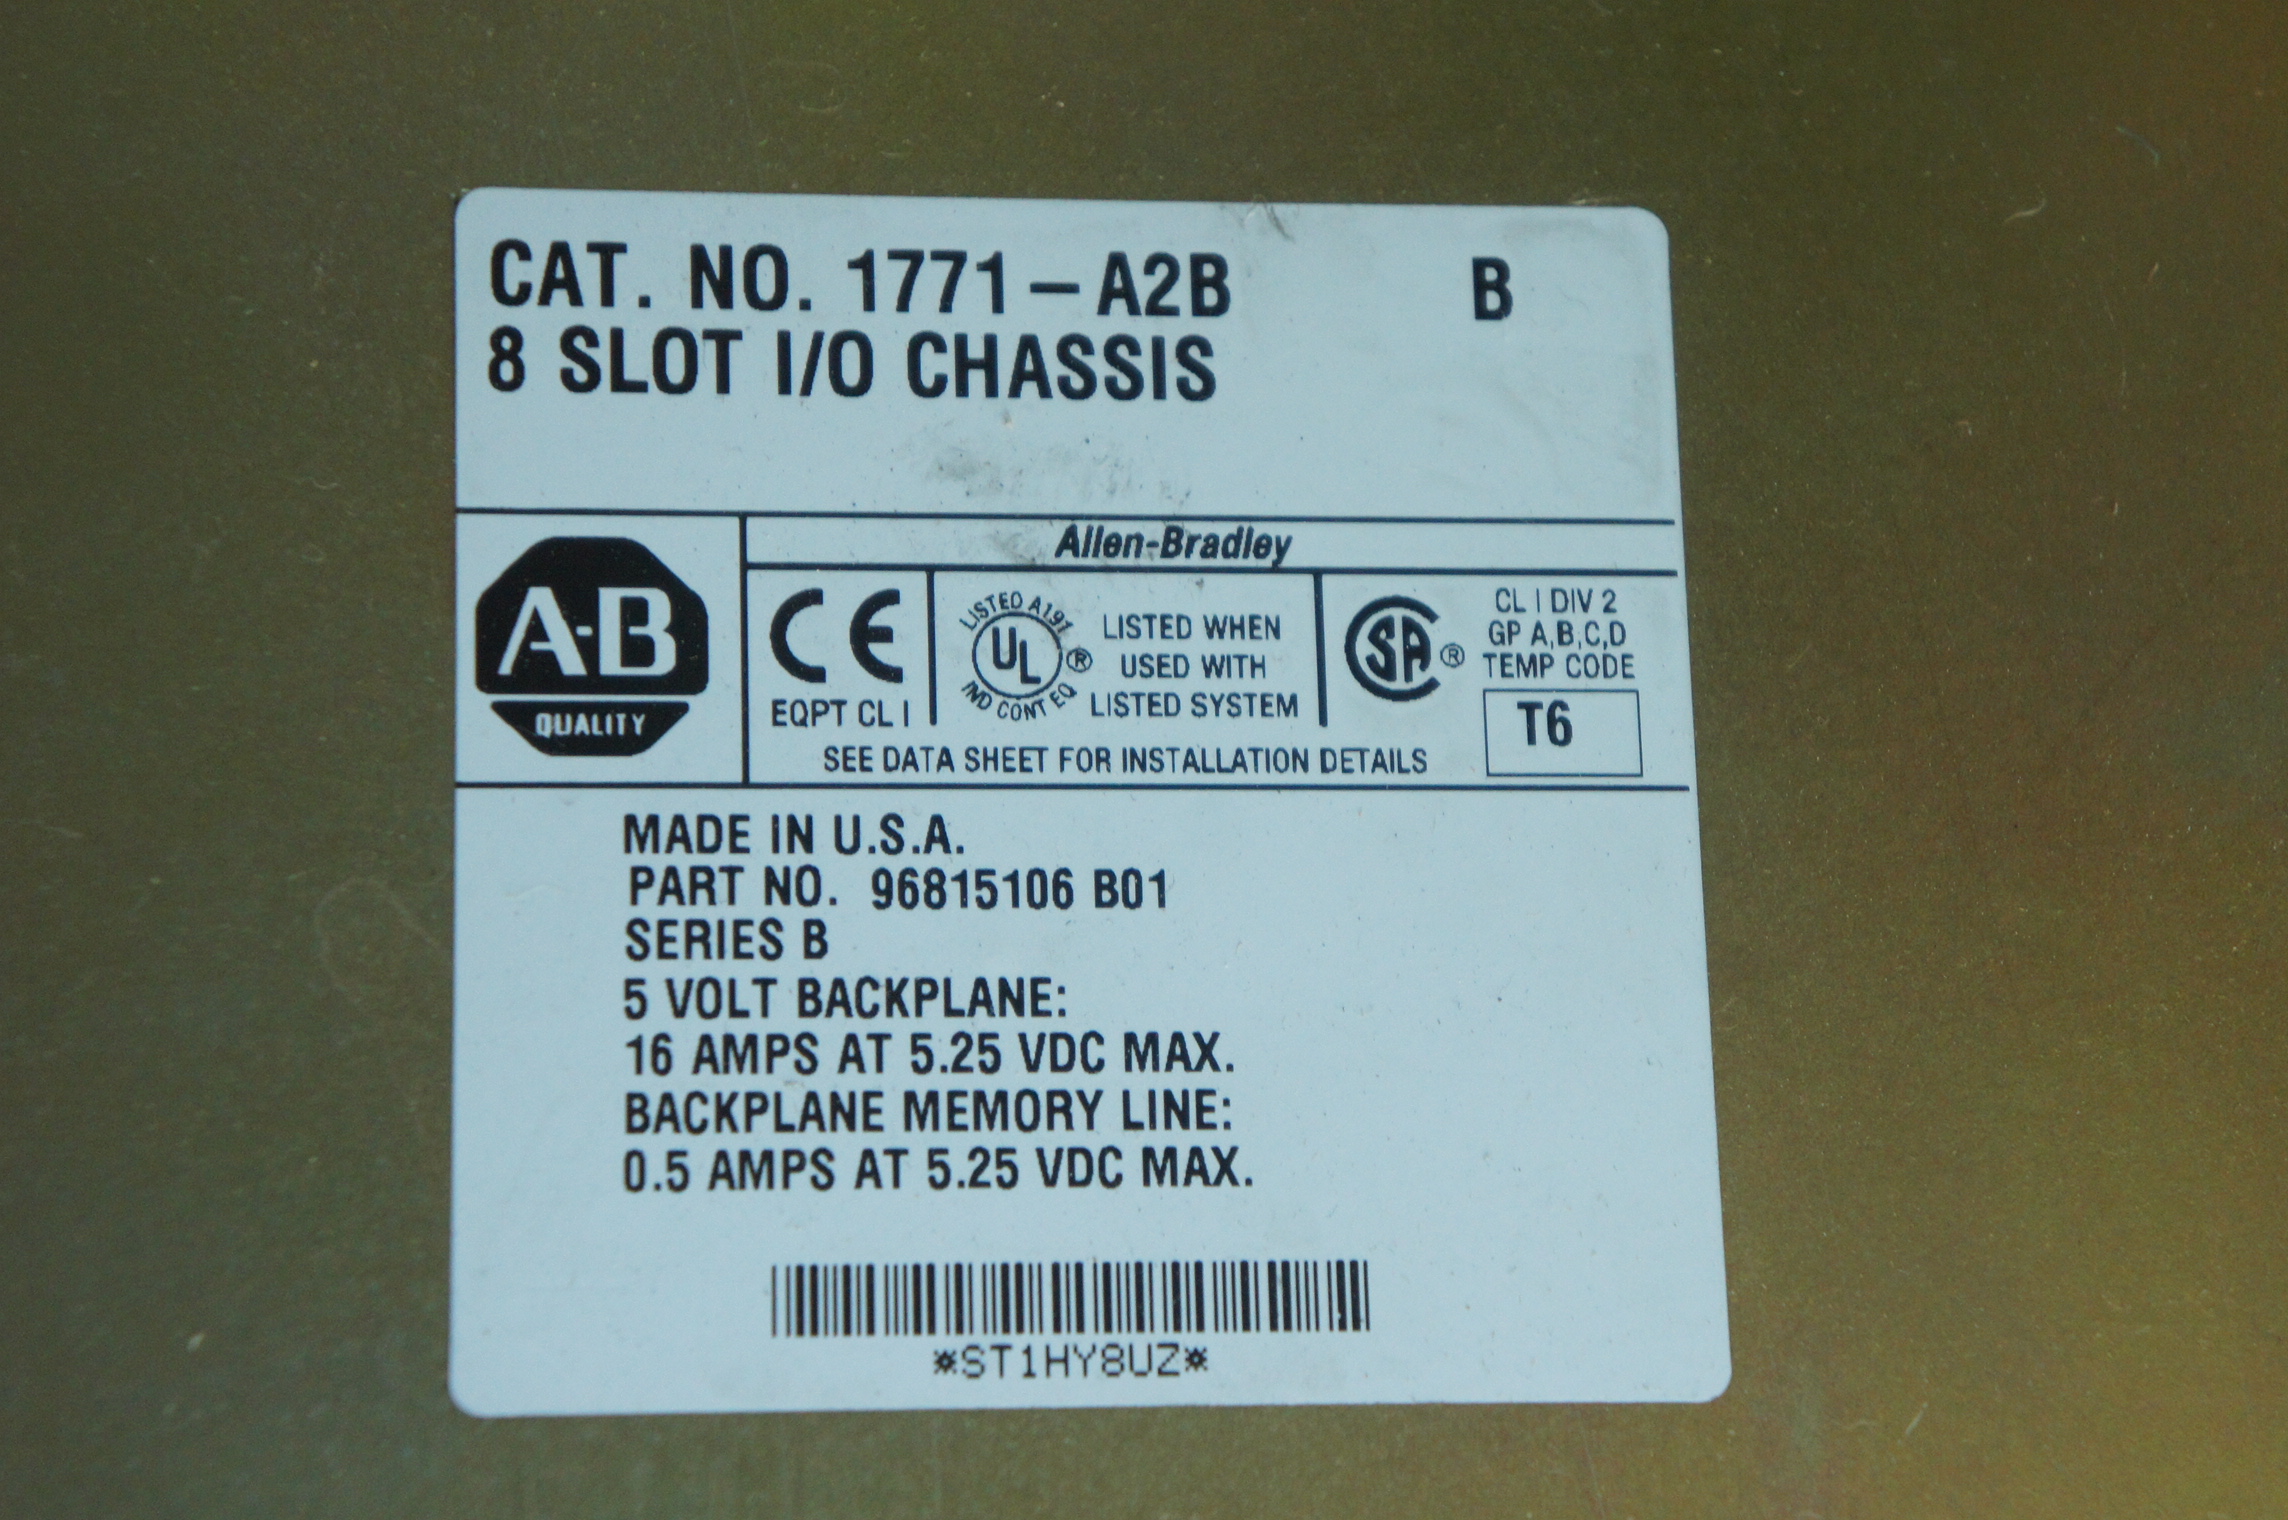 CAT. NO. 1771-A2B B
8 SLOT I/O CHASSIS
Allen-Bradley
A-B
QUALITY
CE
EQPT CL I
LISTED A191
UL ®
IND CONT EQ
LISTED WHEN
USED WITH
LISTED SYSTEM
SA ®
CL I DIV 2
GP A,B,C,D
TEMP CODE
T6
SEE DATA SHEET FOR INSTALLATION DETAILS
MADE IN U.S.A.
PART NO. 96815106 B01
SERIES B
5 VOLT BACKPLANE:
16 AMPS AT 5.25 VDC MAX.
BACKPLANE MEMORY LINE:
0.5 AMPS AT 5.25 VDC MAX.
*ST1HY8UZ*